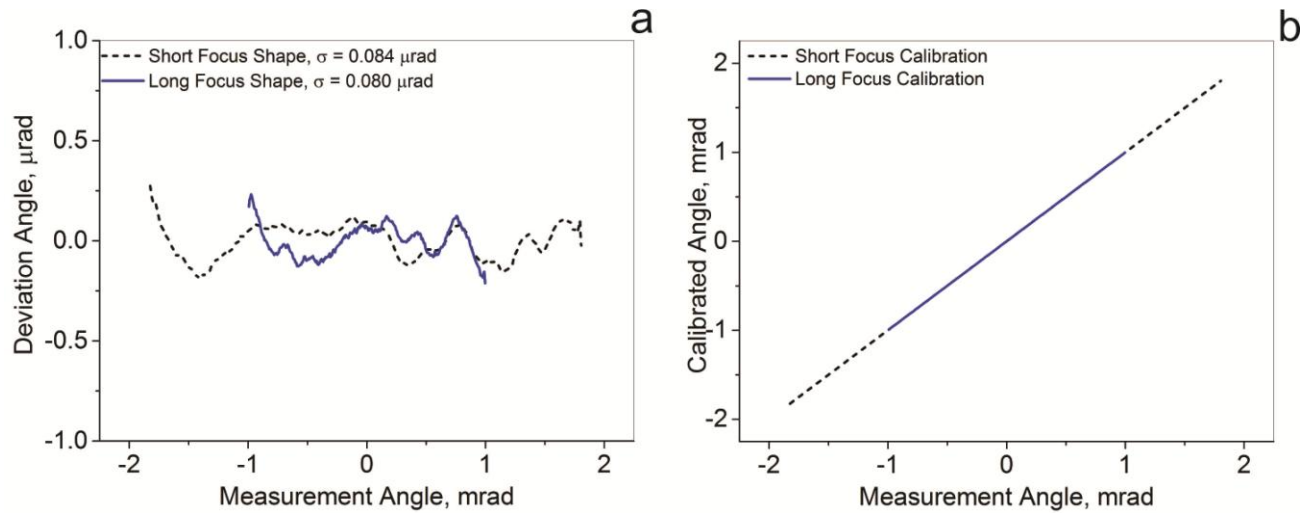 a
1.0
Short Focus Shape, σ = 0.084 μrad
Long Focus Shape, σ = 0.080 μrad
0.5
0.0
-0.5
-1.0
Deviation Angle, μrad
-2 -1 0 1 2
Measurement Angle, mrad
b
Short Focus Calibration
Long Focus Calibration
2
1
0
-1
-2
Calibrated Angle, mrad
-2 -1 0 1 2
Measurement Angle, mrad